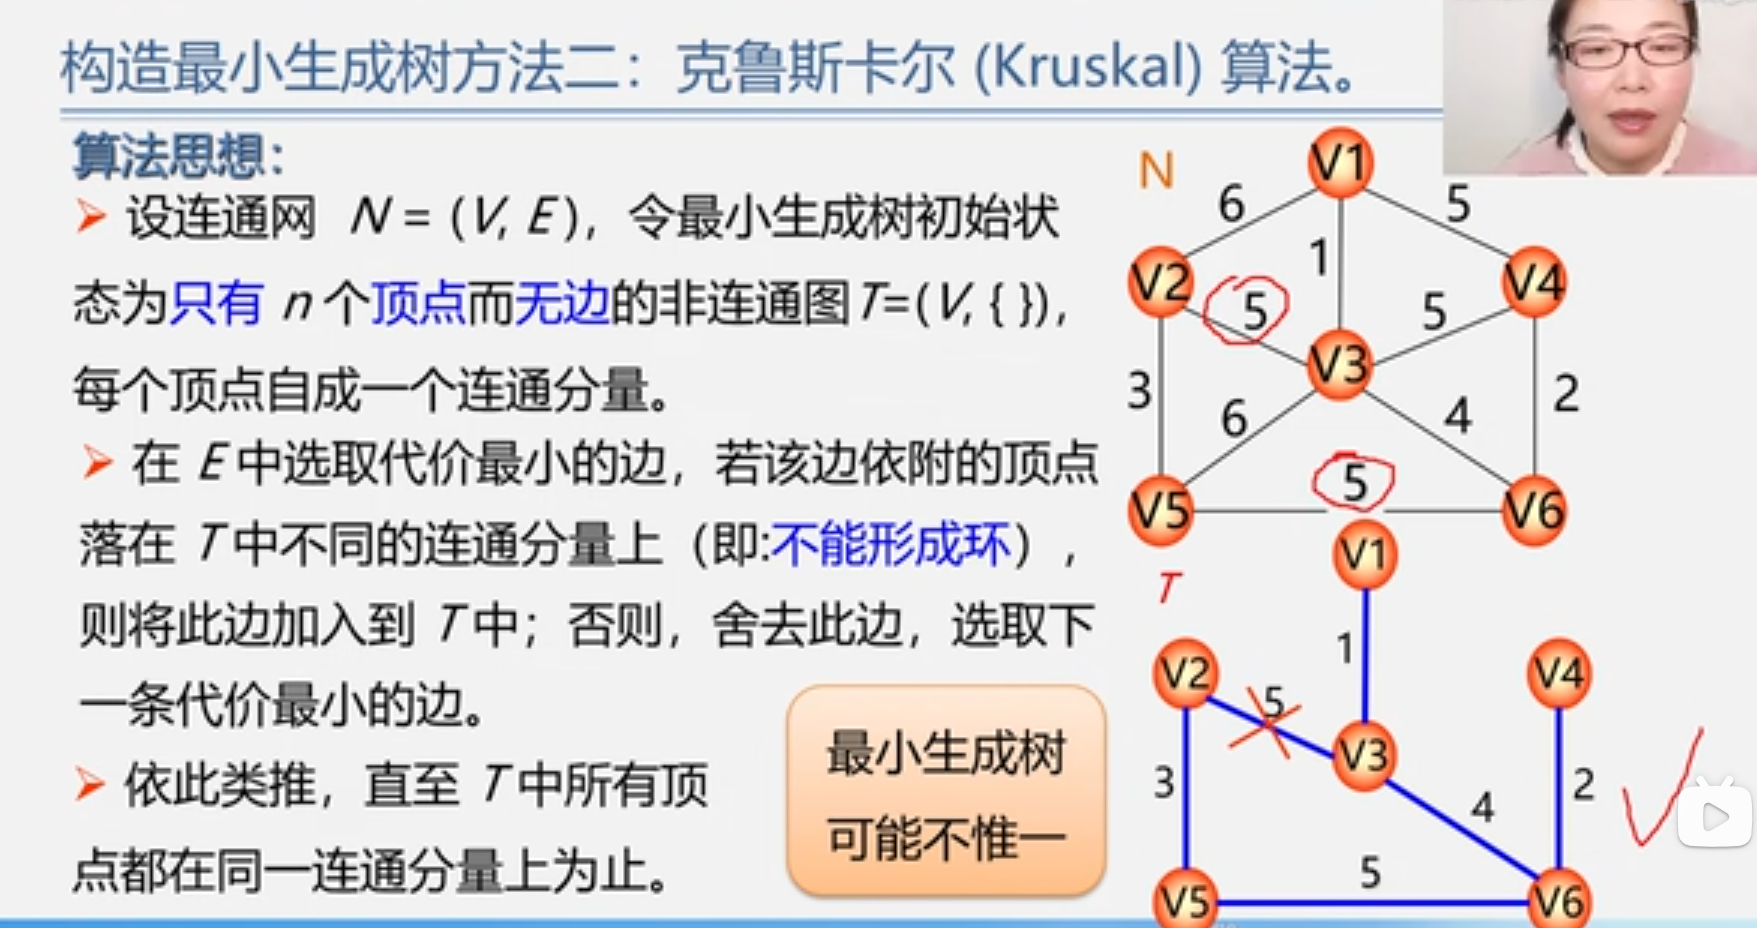 构造最小生成树方法二：克鲁斯卡尔 (Kruskal) 算法。
算法思想：
➢ 设连通网 N = (V, E )，令最小生成树初始状
态为只有 n 个顶点而无边的非连通图T=(V, { })，
每个顶点自成一个连通分量。
➢ 在 E 中选取代价最小的边，若该边依附的顶点
落在 T 中不同的连通分量上（即:不能形成环），
则将此边加入到 T 中；否则，舍去此边，选取下
一条代价最小的边。
➢ 依此类推，直至 T 中所有顶
点都在同一连通分量上为止。
最小生成树
可能不惟一
N
V1
6
5
1
V2
V4
5
5
V3
3
2
6
4
5
V5
V6
T
V1
1
V2
V4
5
V3
3
2
4
5
V5
V6